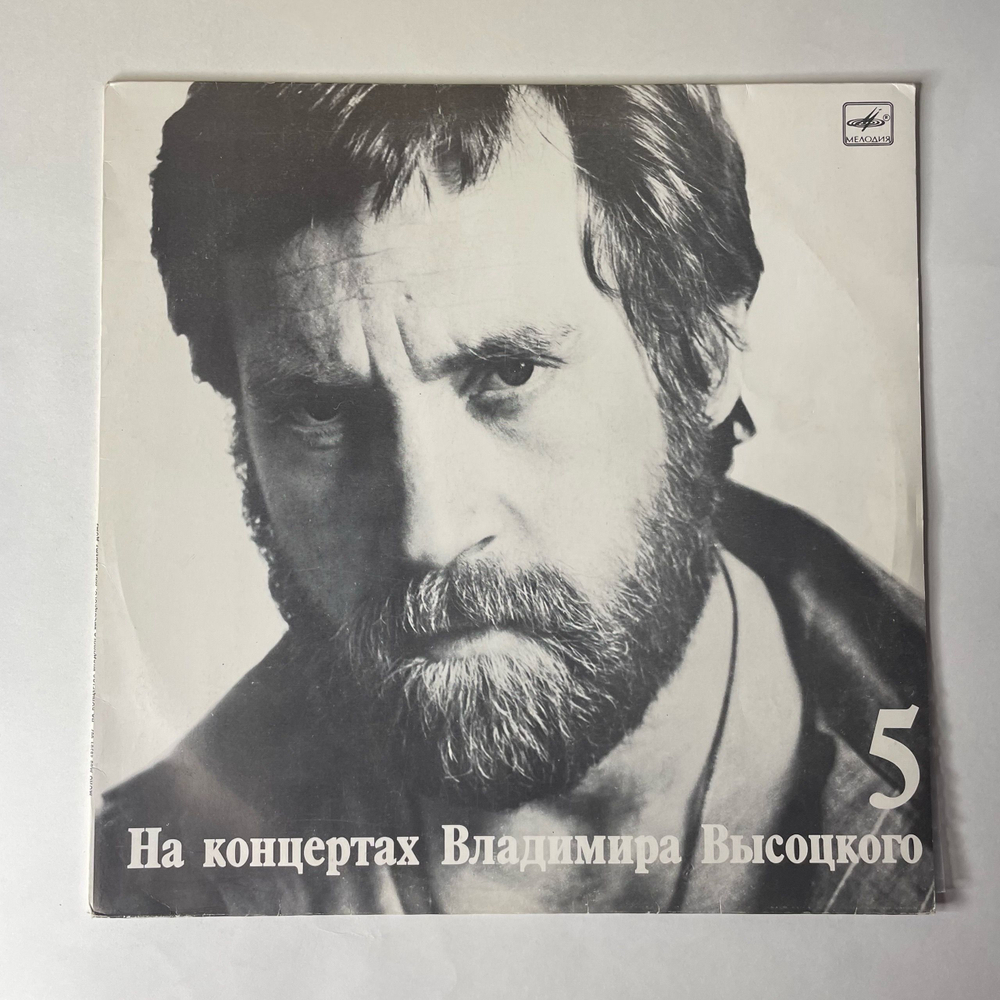 МЕЛОДИЯ
5
На концертах Владимира Высоцкого